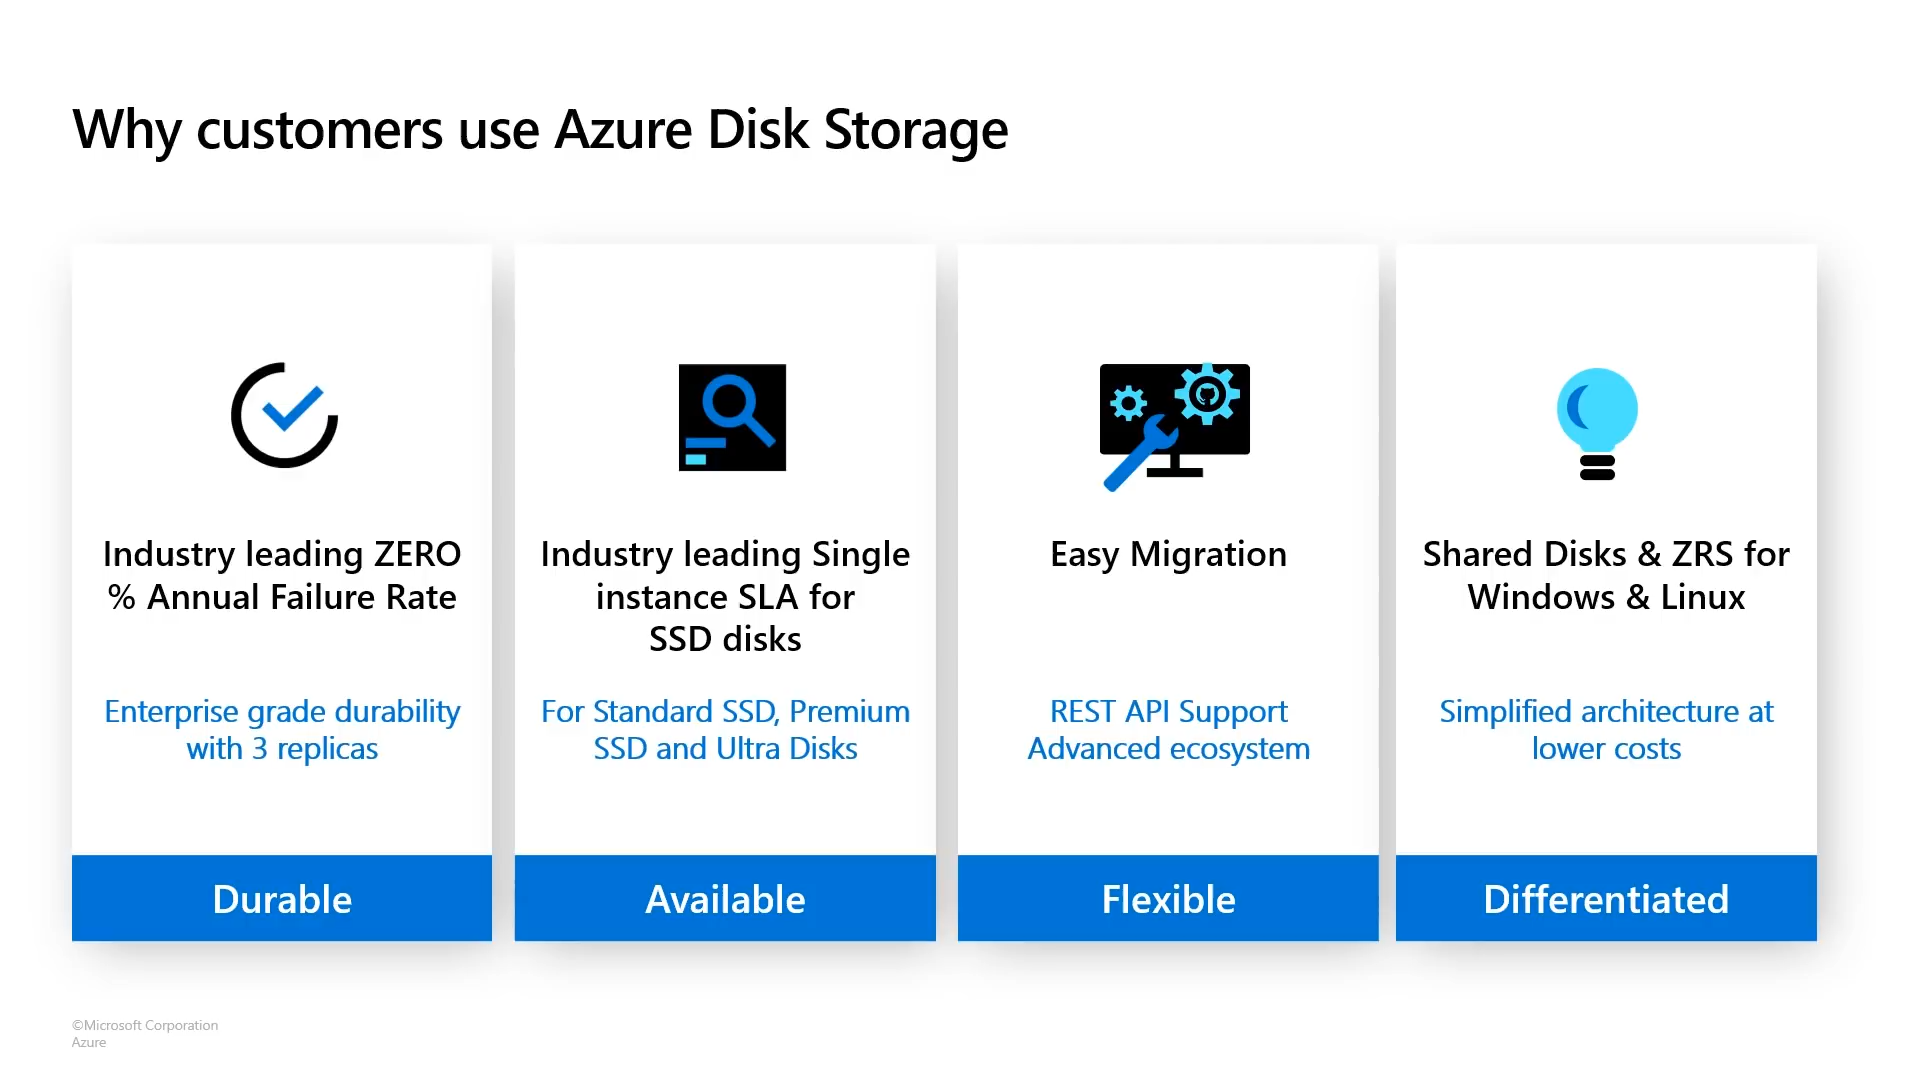 Why customers use Azure Disk Storage
Industry leading ZERO
% Annual Failure Rate
Enterprise grade durability
with 3 replicas
Durable
Industry leading Single
instance SLA for
SSD disks
For Standard SSD, Premium
SSD and Ultra Disks
Available
Easy Migration
REST API Support
Advanced ecosystem
Flexible
Shared Disks & ZRS for
Windows & Linux
Simplified architecture at
lower costs
Differentiated
©Microsoft Corporation
Azure